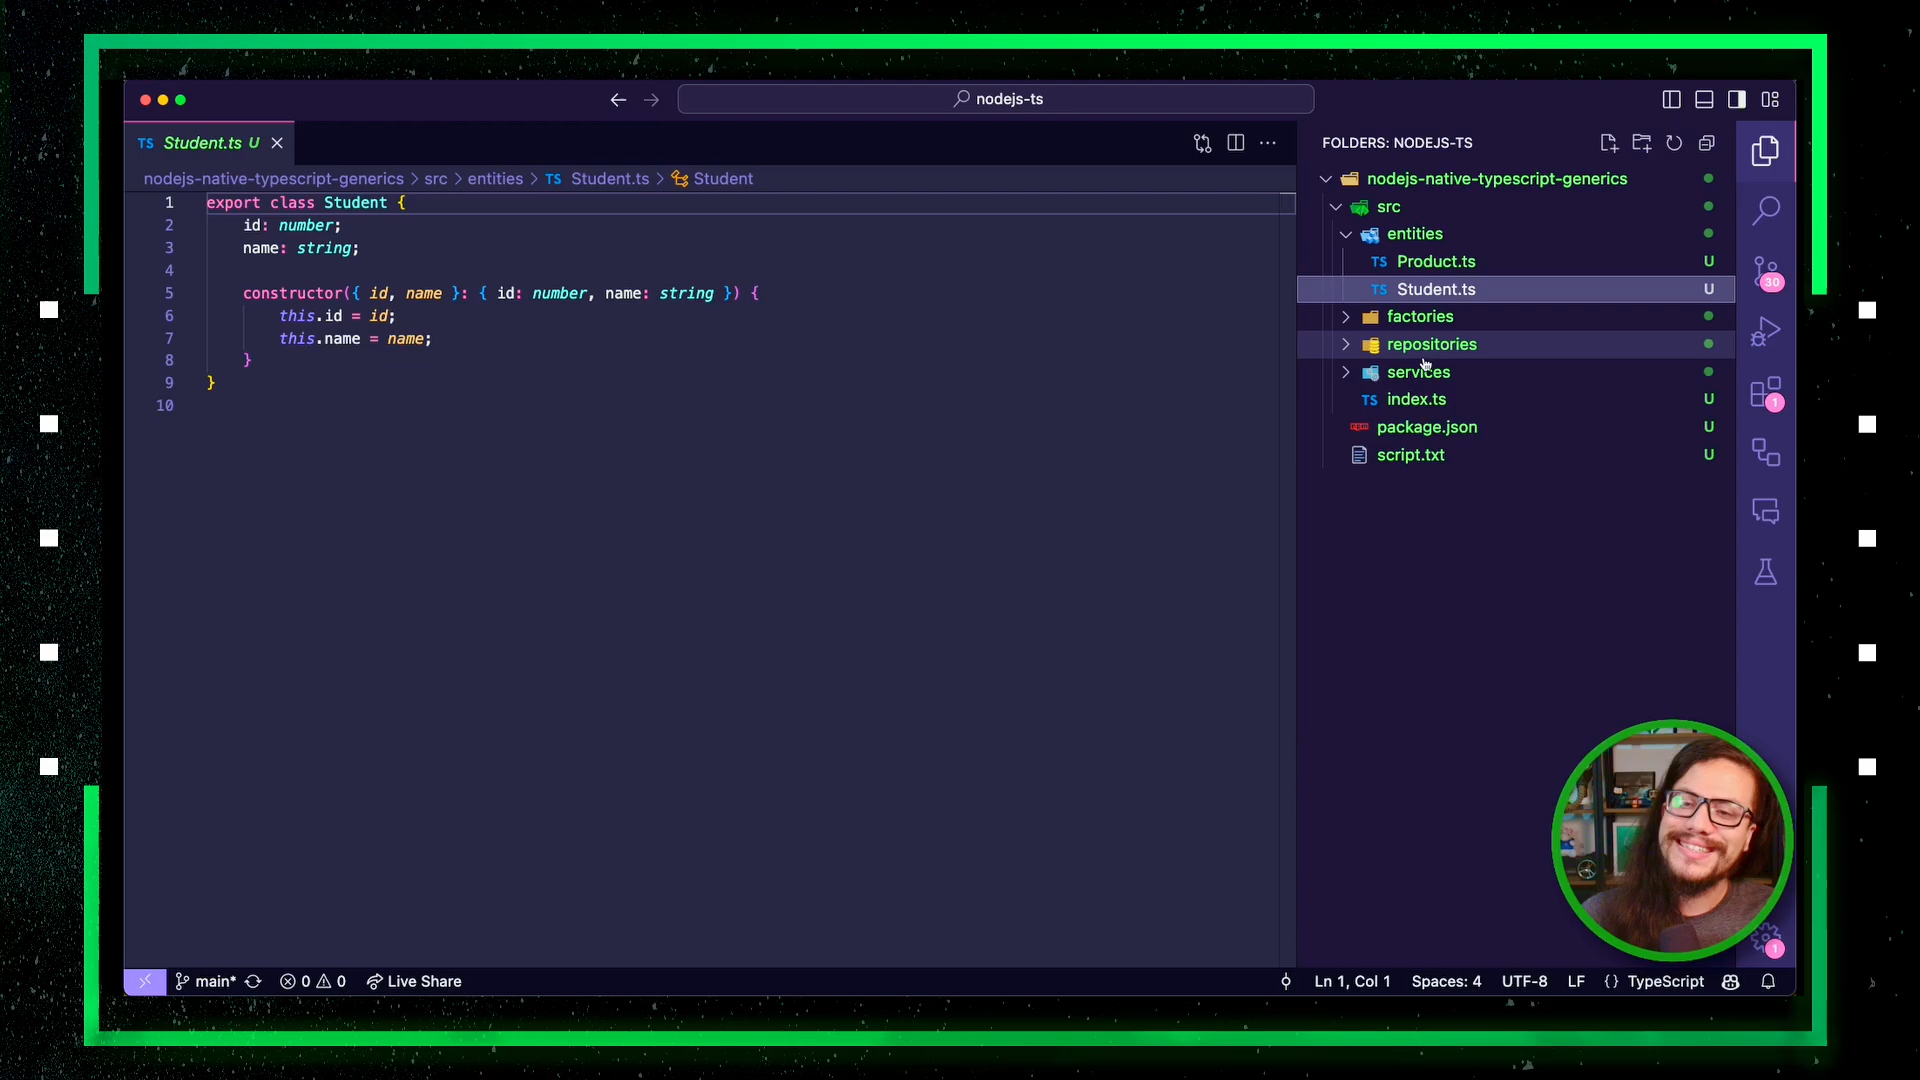 nodejs-ts
TS Student.ts U
nodejs-native-typescript-generics > src > entities > TS Student.ts > Student
1 export class Student {
2 id: number;
3 name: string;
4
5 constructor({ id, name }: { id: number, name: string }) {
6 this.id = id;
7 this.name = name;
8 }
9 }
10
FOLDERS: NODEJS-TS
nodejs-native-typescript-generics
src
entities
TS Product.ts U
TS Student.ts U
factories
repositories
services
TS index.ts U
package.json U
script.txt U
30
1
1
main* 0 0 Live Share
Ln 1, Col 1 Spaces: 4 UTF-8 LF {} TypeScript